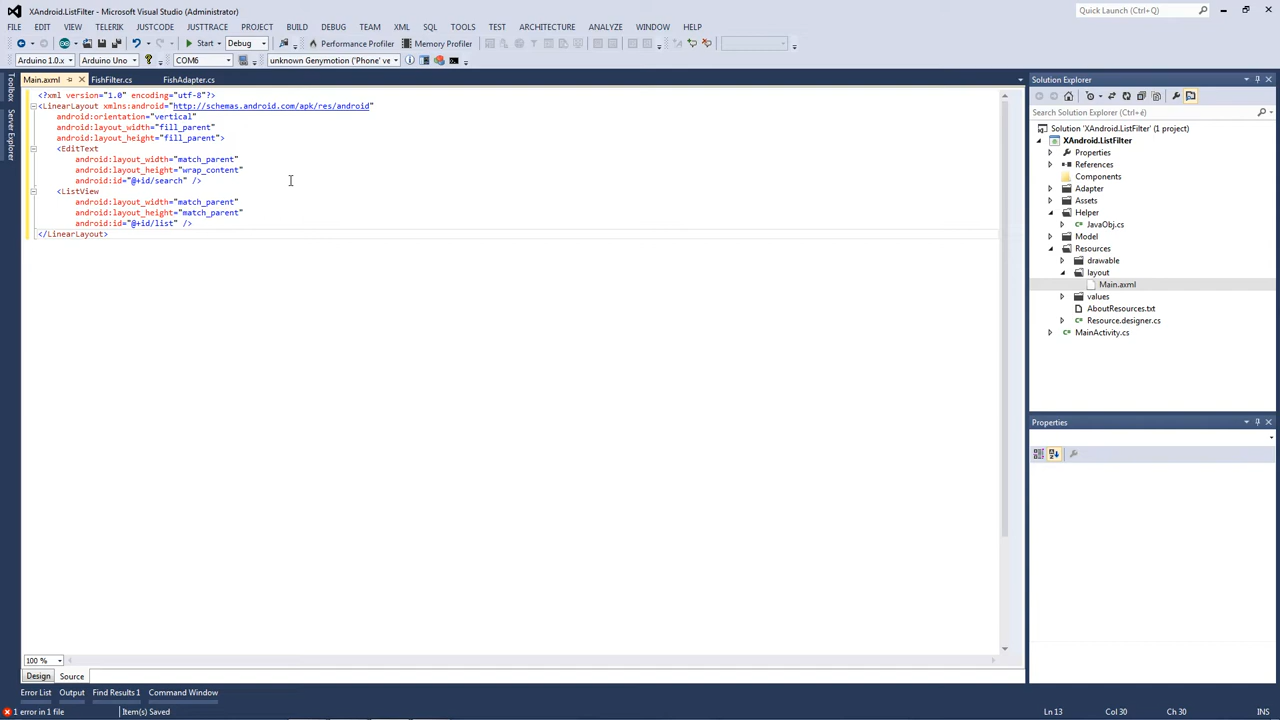 XAndroid.ListFilter - Microsoft Visual Studio (Administrator)
Quick Launch (Ctrl+Q)
FILE EDIT VIEW TELERIK JUSTCODE JUSTTRACE PROJECT BUILD DEBUG TEAM XML SQL TOOLS TEST ARCHITECTURE ANALYZE WINDOW HELP
Start Debug Performance Profiler Memory Profiler
Arduino 1.0.x Arduino Uno COM6 unknown Genymotion ('Phone' ve
Toolbox
Server Explorer
Main.axml FishFilter.cs FishAdapter.cs
<?xml version="1.0" encoding="utf-8"?>
<LinearLayout xmlns:android="http://schemas.android.com/apk/res/android"
android:orientation="vertical"
android:layout_width="fill_parent"
android:layout_height="fill_parent">
<EditText
android:layout_width="match_parent"
android:layout_height="wrap_content"
android:id="@+id/search" />
<ListView
android:layout_width="match_parent"
android:layout_height="match_parent"
android:id="@+id/list" />
</LinearLayout>
100 %
Design Source
Solution Explorer
Search Solution Explorer (Ctrl+è)
Solution 'XAndroid.ListFilter' (1 project)
XAndroid.ListFilter
Properties
References
Components
Adapter
Assets
Helper
JavaObj.cs
Model
Resources
drawable
layout
Main.axml
values
AboutResources.txt
Resource.designer.cs
MainActivity.cs
Properties
Error List Output Find Results 1 Command Window
1 error in 1 file Item(s) Saved Ln 13 Col 30 Ch 30 INS